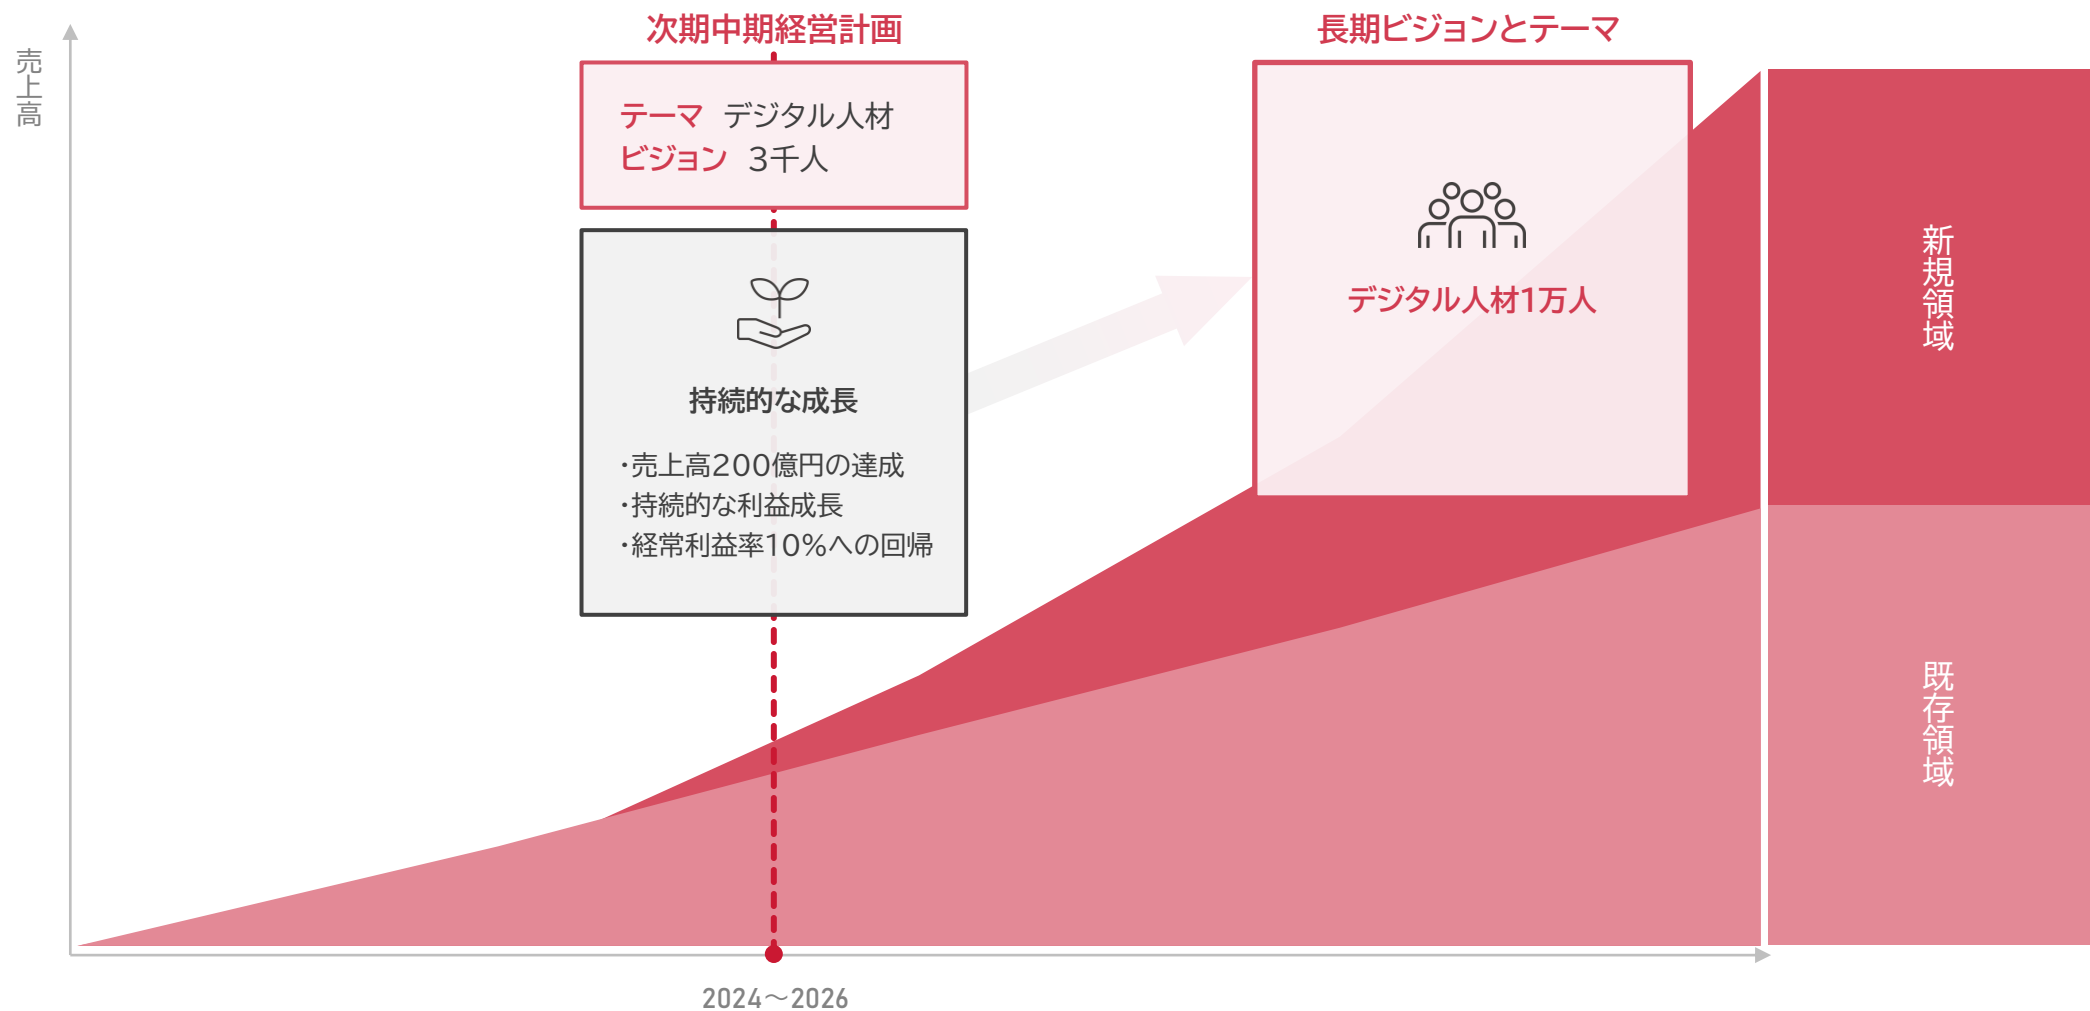 売上高
次期中期経営計画
テーマ デジタル人材
ビジョン 3千人
持続的な成長
・売上高200億円の達成
・持続的な利益成長
・経常利益率10%への回帰
長期ビジョンとテーマ
デジタル人材1万人
新規領域
既存領域
2024〜2026